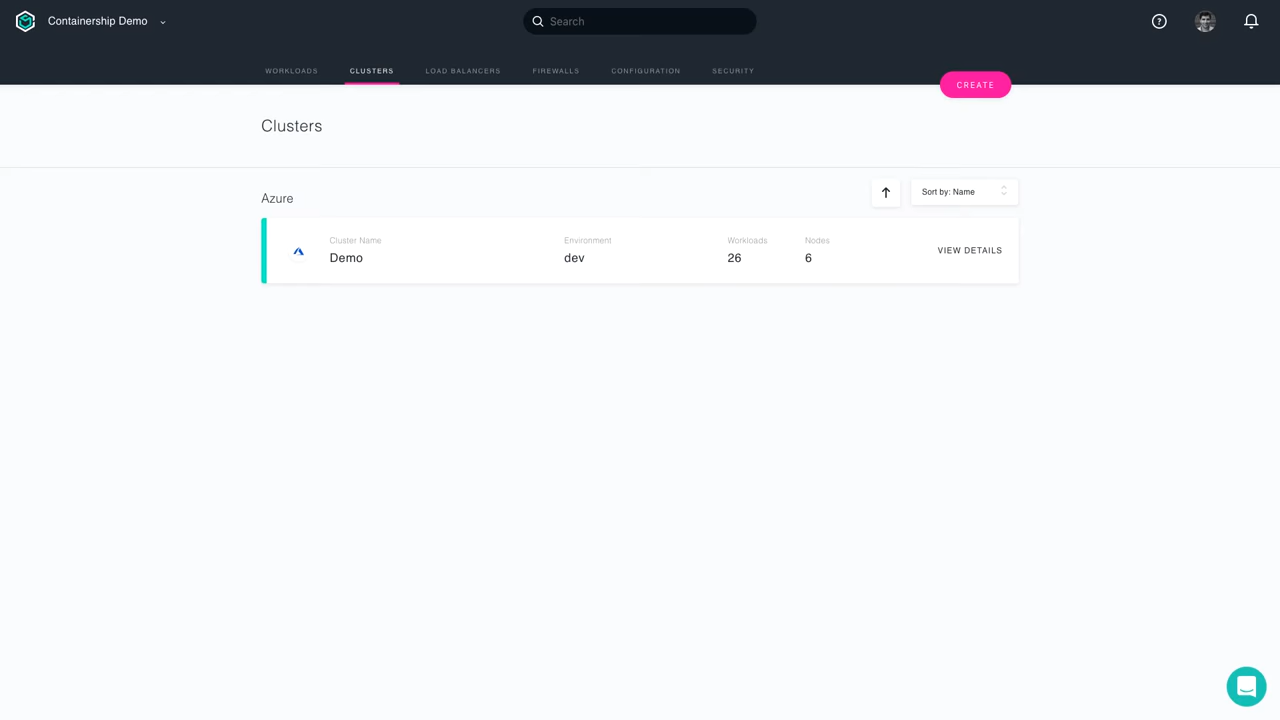 Containership Demo
Search
WORKLOADS CLUSTERS LOAD BALANCERS FIREWALLS CONFIGURATION SECURITY
CREATE
Clusters
Azure
Sort by: Name
Cluster Name Environment Workloads Nodes
Demo dev 26 6
VIEW DETAILS